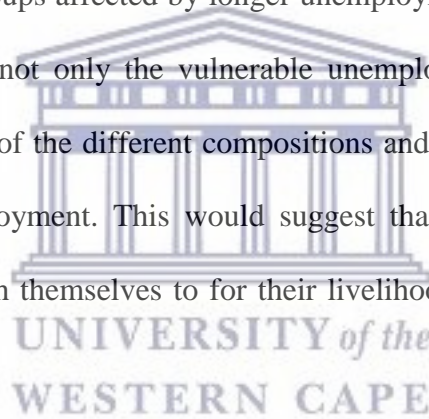 groups affected by longer unemploy
not only the vulnerable unemplo
of the different compositions and
ployment. This would suggest tha
themselves to for their livelihoo
UNIVERSITY of the
WESTERN CAPE